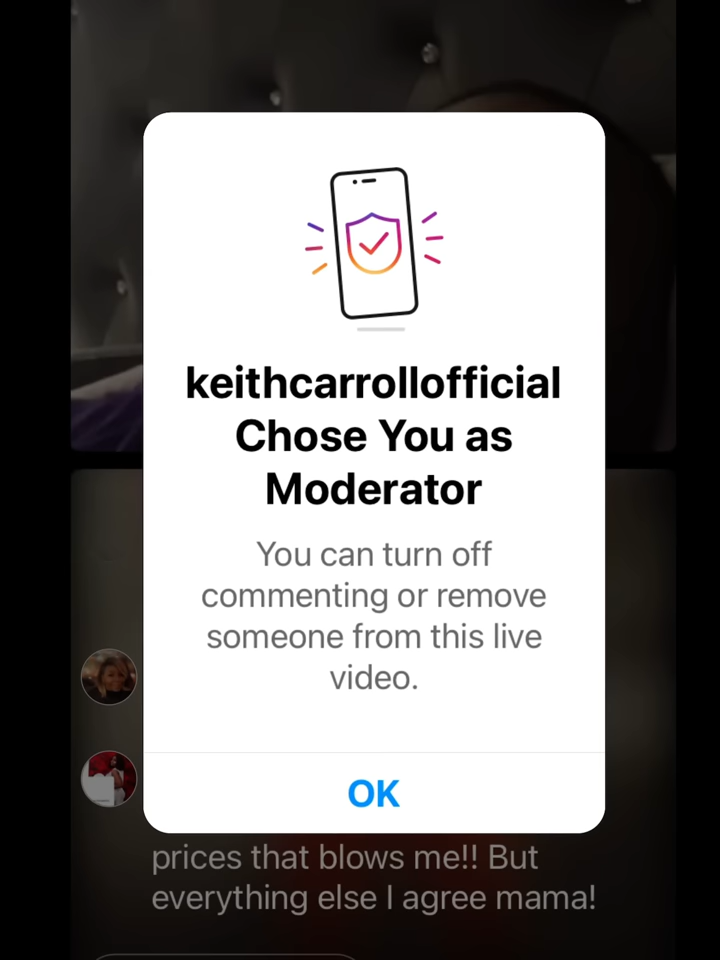 keithcarrollofficial
Chose You as
Moderator
You can turn off
commenting or remove
someone from this live
video.
OK
prices that blows me!! But
everything else I agree mama!